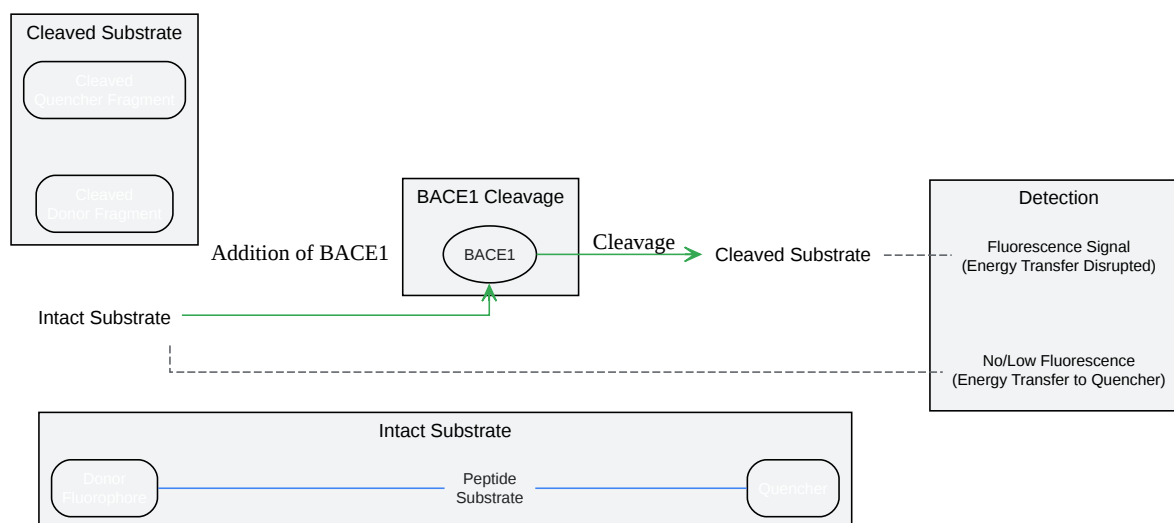 Cleaved Substrate
Cleaved
Quencher Fragment
Cleaved
Donor Fragment
BACE1 Cleavage
BACE1
Addition of BACE1
Cleavage
Cleaved Substrate
Detection
Fluorescence Signal
(Energy Transfer Disrupted)
Intact Substrate
No/Low Fluorescence
(Energy Transfer to Quencher)
Intact Substrate
Donor
Fluorophore
Peptide
Substrate
Quencher